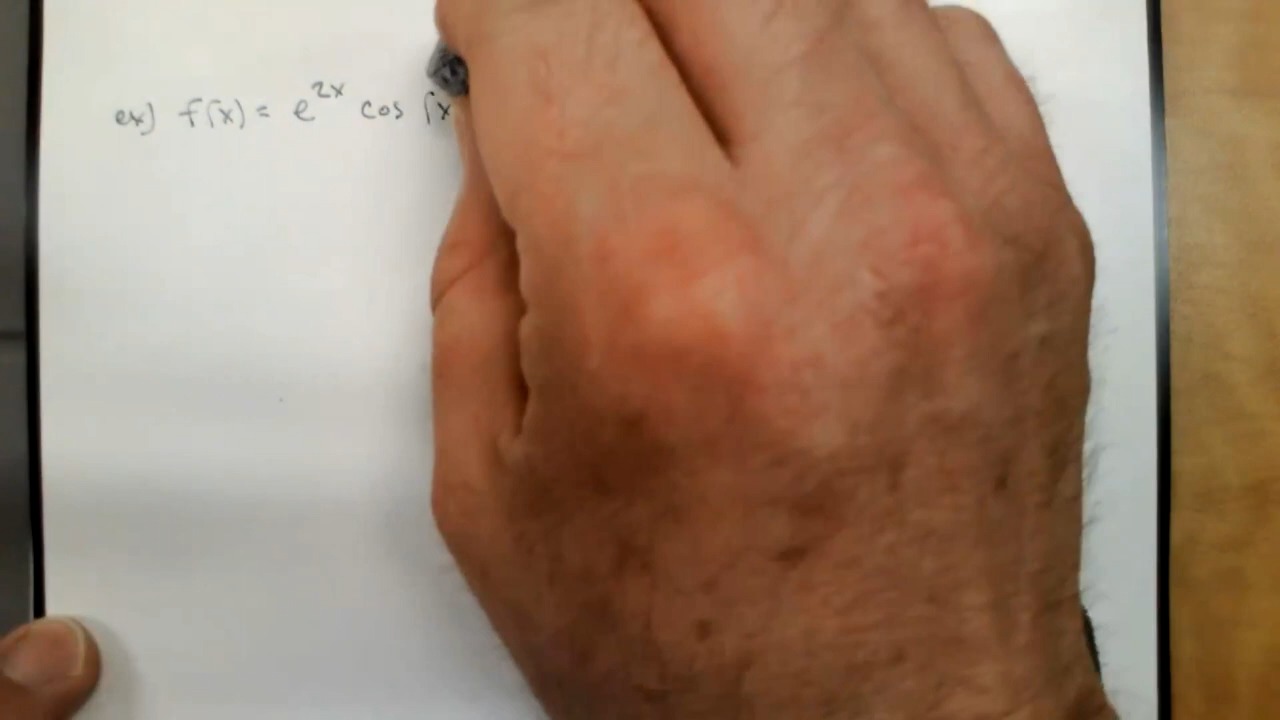 ex) f(x) = e^{2x} cos (x